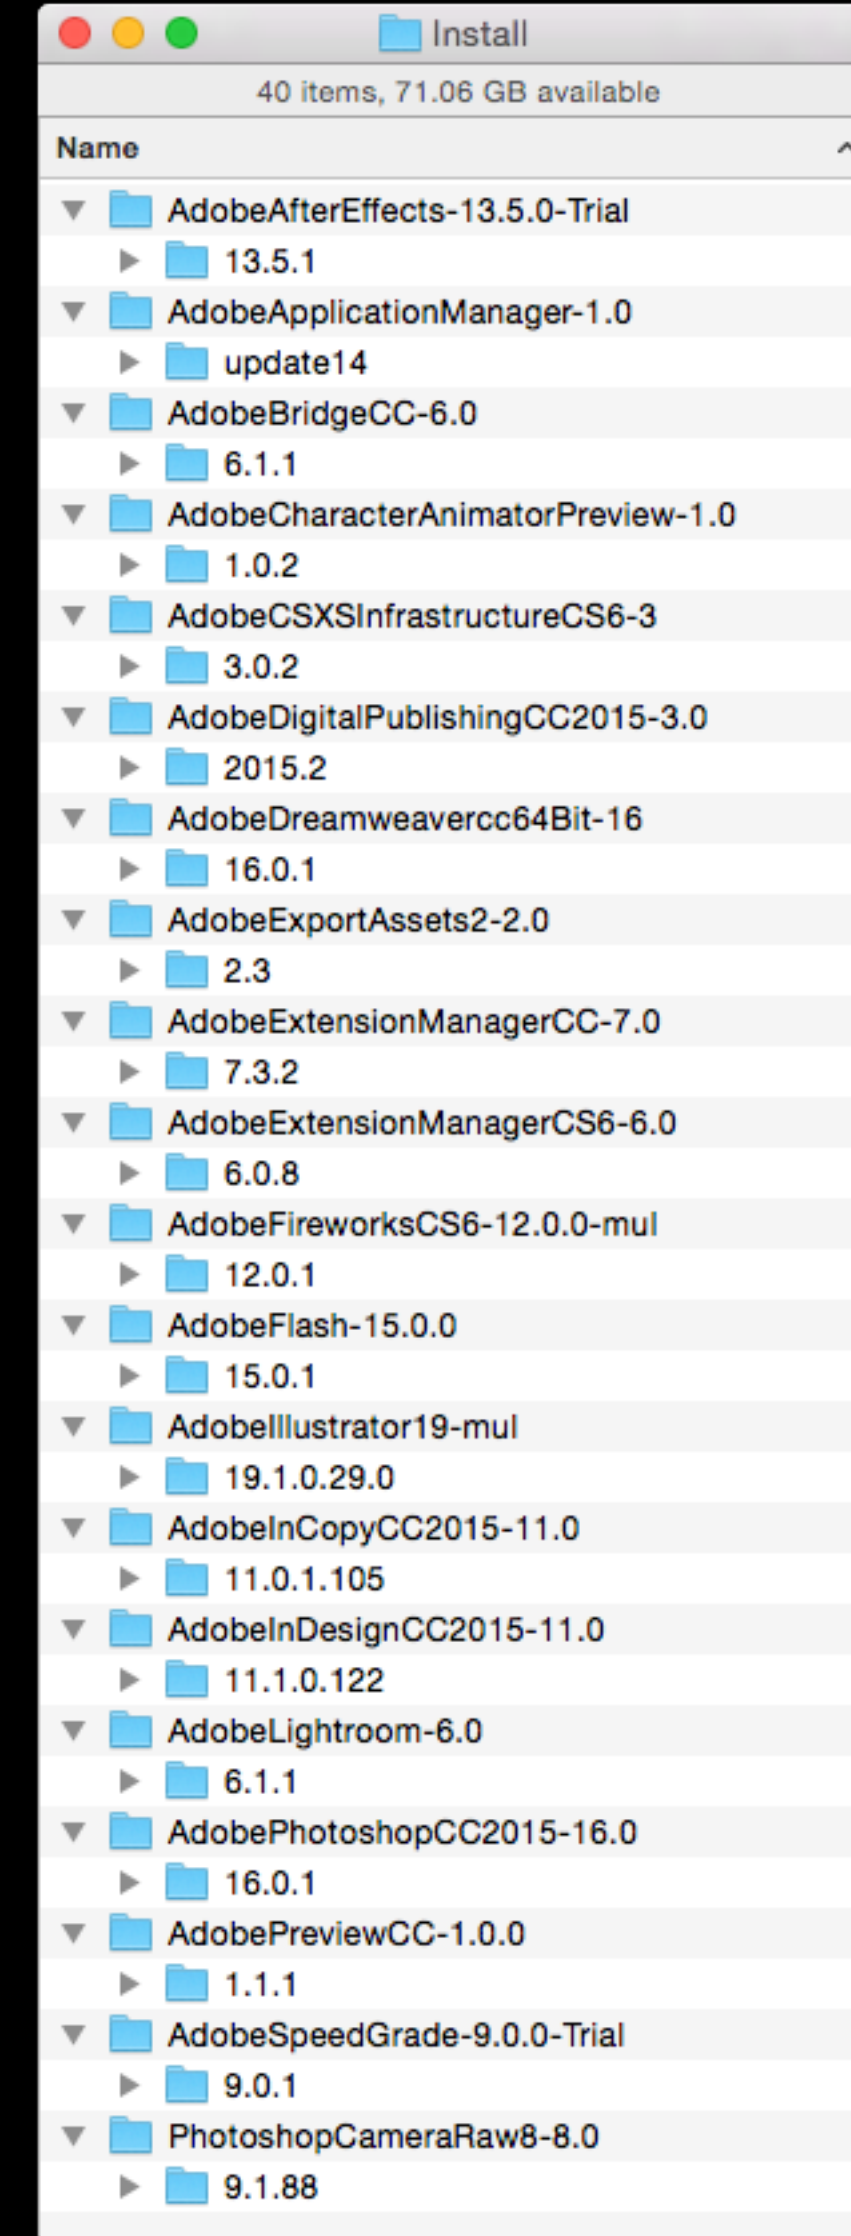 Install
40 items, 71.06 GB available
Name
AdobeAfterEffects-13.5.0-Trial
13.5.1
AdobeApplicationManager-1.0
update14
AdobeBridgeCC-6.0
6.1.1
AdobeCharacterAnimatorPreview-1.0
1.0.2
AdobeCSXSInfrastructureCS6-3
3.0.2
AdobeDigitalPublishingCC2015-3.0
2015.2
AdobeDreamweavercc64Bit-16
16.0.1
AdobeExportAssets2-2.0
2.3
AdobeExtensionManagerCC-7.0
7.3.2
AdobeExtensionManagerCS6-6.0
6.0.8
AdobeFireworksCS6-12.0.0-mul
12.0.1
AdobeFlash-15.0.0
15.0.1
AdobeIllustrator19-mul
19.1.0.29.0
AdobeInCopyCC2015-11.0
11.0.1.105
AdobeInDesignCC2015-11.0
11.1.0.122
AdobeLightroom-6.0
6.1.1
AdobePhotoshopCC2015-16.0
16.0.1
AdobePreviewCC-1.0.0
1.1.1
AdobeSpeedGrade-9.0.0-Trial
9.0.1
PhotoshopCameraRaw8-8.0
9.1.88